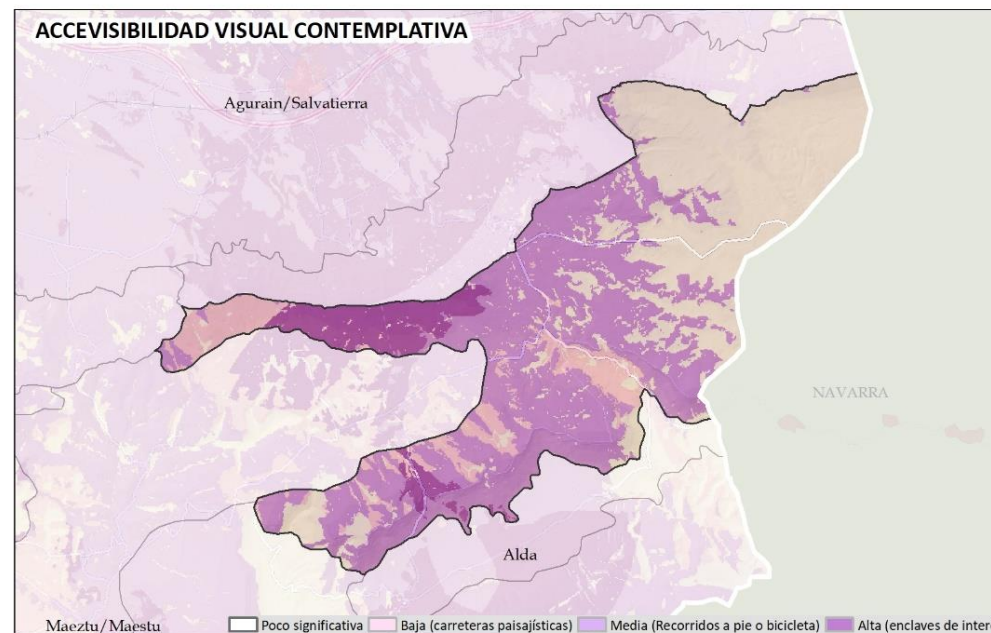 ACCEVISIBILIDAD VISUAL CONTEMPLATIVA
Agurain/Salvatierra
NAVARRA
Alda
Maeztu/Maestu
Poco significativa
Baja (carreteras paisajísticas)
Media (Recorridos a pie o bicicleta)
Alta (enclaves de inter